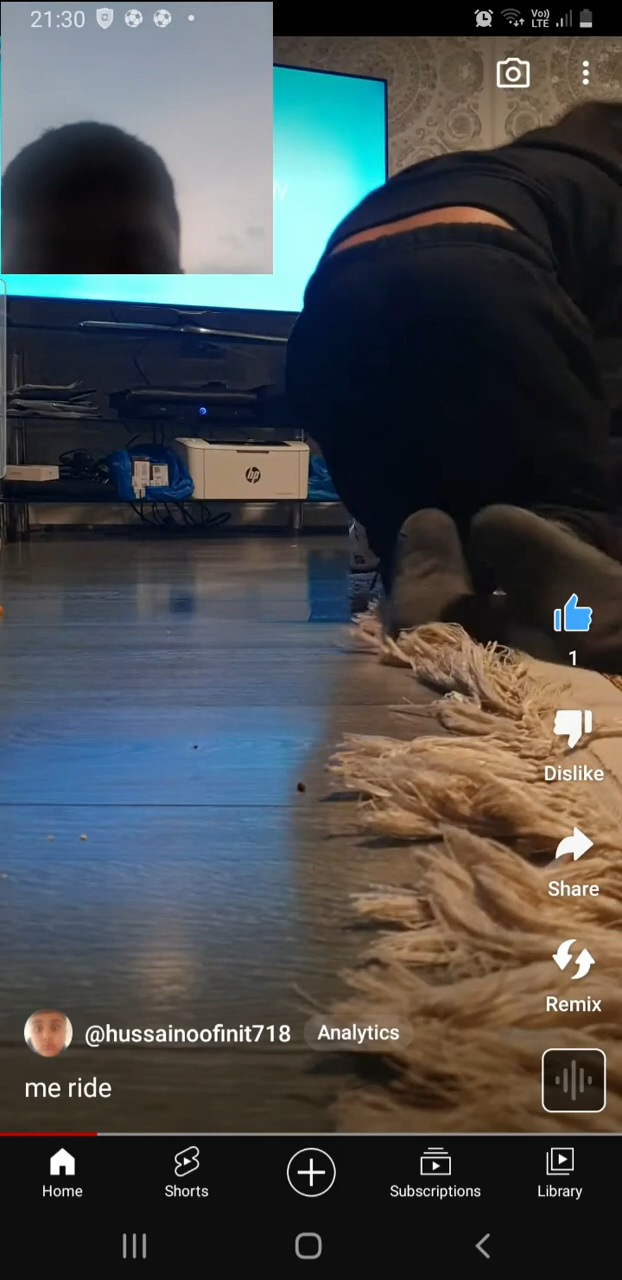 21:30
Vo))
LTE
hp
1
Dislike
Share
Remix
@hussainoofinit718 Analytics
me ride
Home Shorts Subscriptions Library